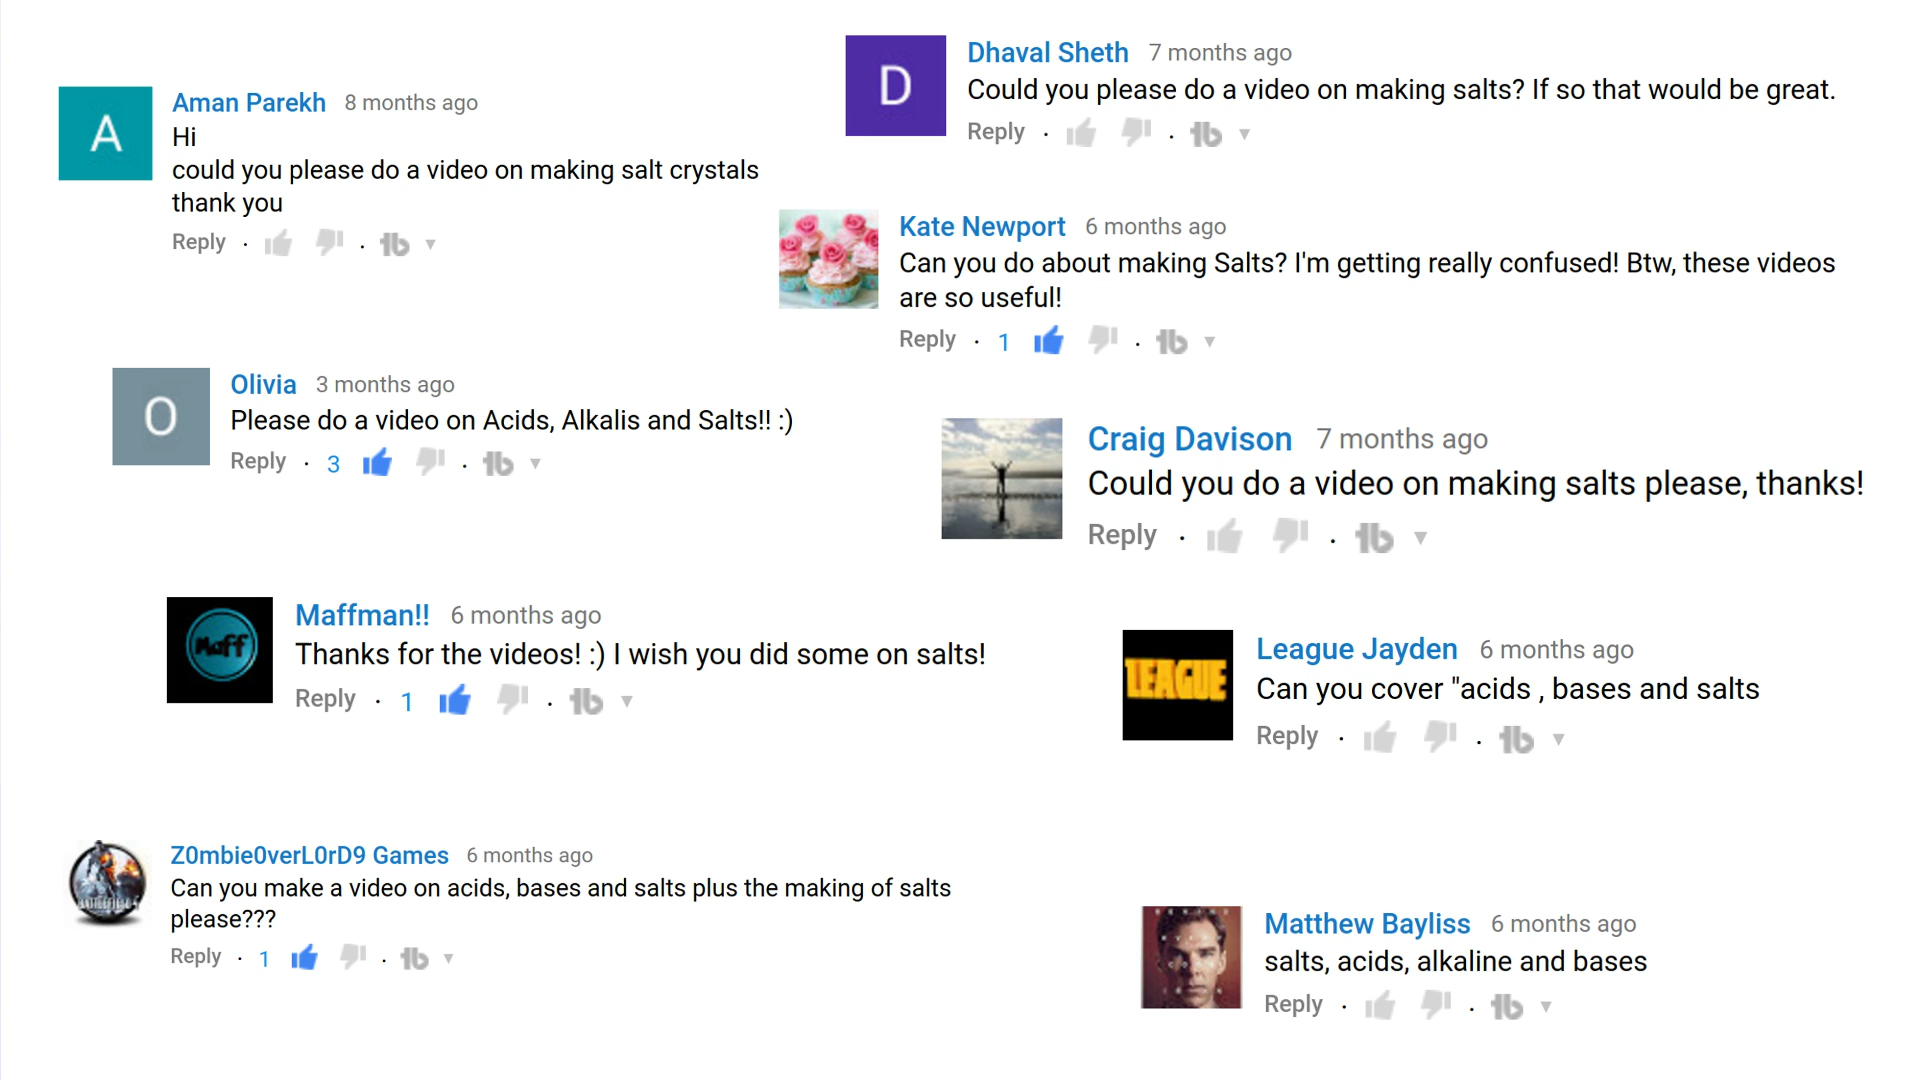 A
Aman Parekh 8 months ago
Hi
could you please do a video on making salt crystals
thank you
Reply
D
Dhaval Sheth 7 months ago
Could you please do a video on making salts? If so that would be great.
Reply
Kate Newport 6 months ago
Can you do about making Salts? I'm getting really confused! Btw, these videos
are so useful!
Reply · 1
O
Olivia 3 months ago
Please do a video on Acids, Alkalis and Salts!! :)
Reply · 3
Craig Davison 7 months ago
Could you do a video on making salts please, thanks!
Reply
Maff
Maffman!! 6 months ago
Thanks for the videos! :) I wish you did some on salts!
Reply · 1
LEAGUE
League Jayden 6 months ago
Can you cover "acids , bases and salts
Reply
Z0mbie0verL0rD9 Games 6 months ago
Can you make a video on acids, bases and salts plus the making of salts
please???
Reply · 1
Matthew Bayliss 6 months ago
salts, acids, alkaline and bases
Reply